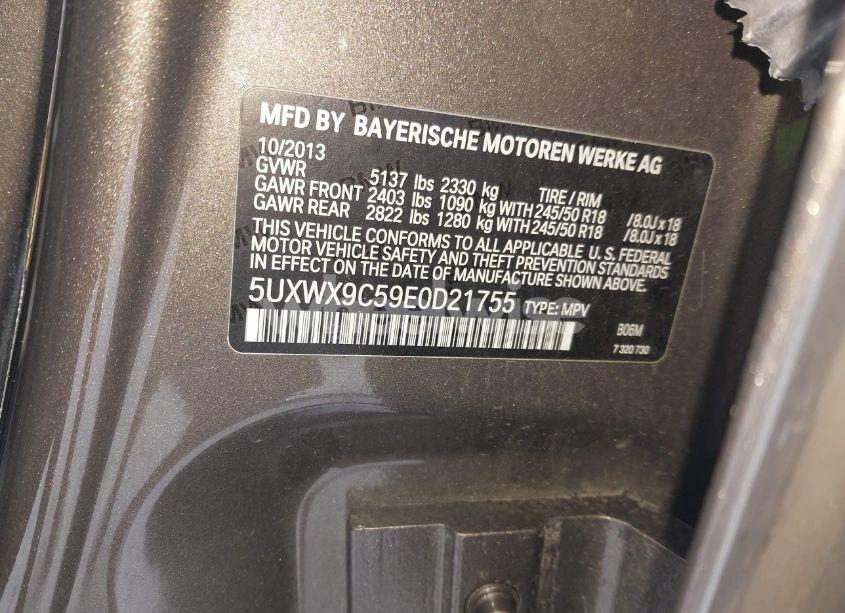 MFD BY BAYERISCHE MOTOREN WERKE AG
10/2013
GVWR 5137 lbs 2330 kg TIRE / RIM
GAWR FRONT 2403 lbs 1090 kg WITH 245/50 R18 /8.0J x 18
GAWR REAR 2822 lbs 1280 kg WITH 245/50 R18 /8.0J x 18
THIS VEHICLE CONFORMS TO ALL APPLICABLE U.S. FEDERAL
MOTOR VEHICLE SAFETY AND THEFT PREVENTION STANDARDS
IN EFFECT ON THE DATE OF MANUFACTURE SHOWN ABOVE.
5UXWX9C59E0D21755 TYPE: MPV
B06M
7 320 730